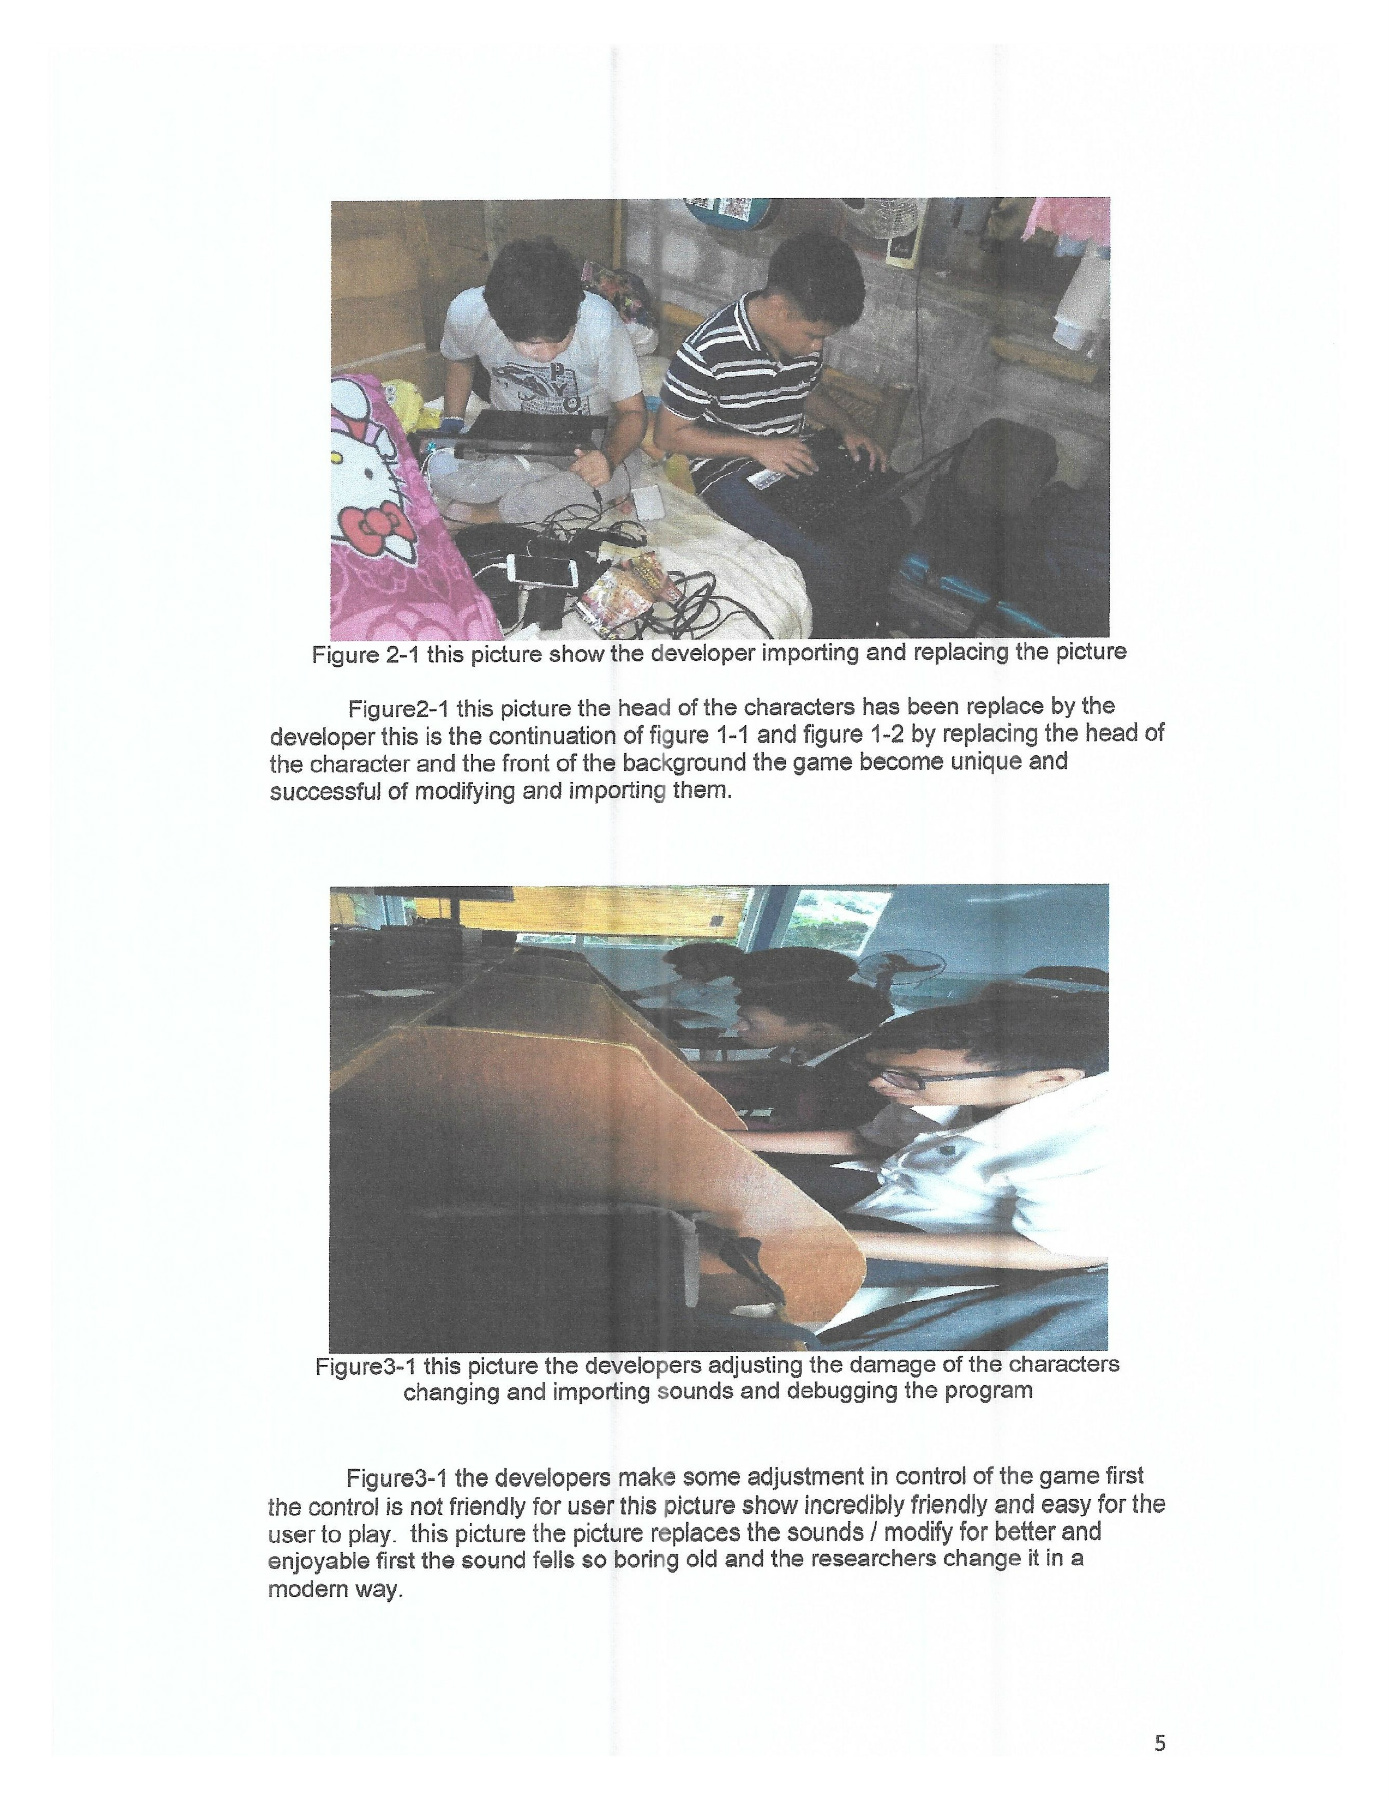 Figure 2-1 this picture show the developer importing and replacing the picture
Figure2-1 this picture the head of the characters has been replace by the
developer this is the continuation of figure 1-1 and figure 1-2 by replacing the head of
the character and the front of the background the game become unique and
successful of modifying and importing them.
Figure3-1 this picture the developers adjusting the damage of the characters
changing and importing sounds and debugging the program
Figure3-1 the developers make some adjustment in control of the game first
the control is not friendly for user this picture show incredibly friendly and easy for the
user to play. this picture the picture replaces the sounds / modify for better and
enjoyable first the sound fells so boring old and the researchers change it in a
modern way.
5